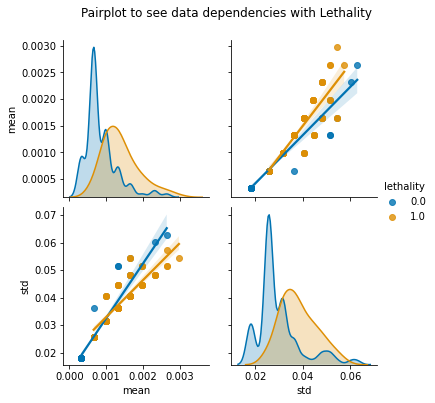 Pairplot to see data dependencies with Lethality
0.0030
0.0025
0.0020
0.0015
0.0010
0.0005
mean
lethality
0.0
1.0
0.07
0.06
0.05
0.04
0.03
0.02
std
0.000 0.001 0.002 0.003
mean
0.02 0.04 0.06
std